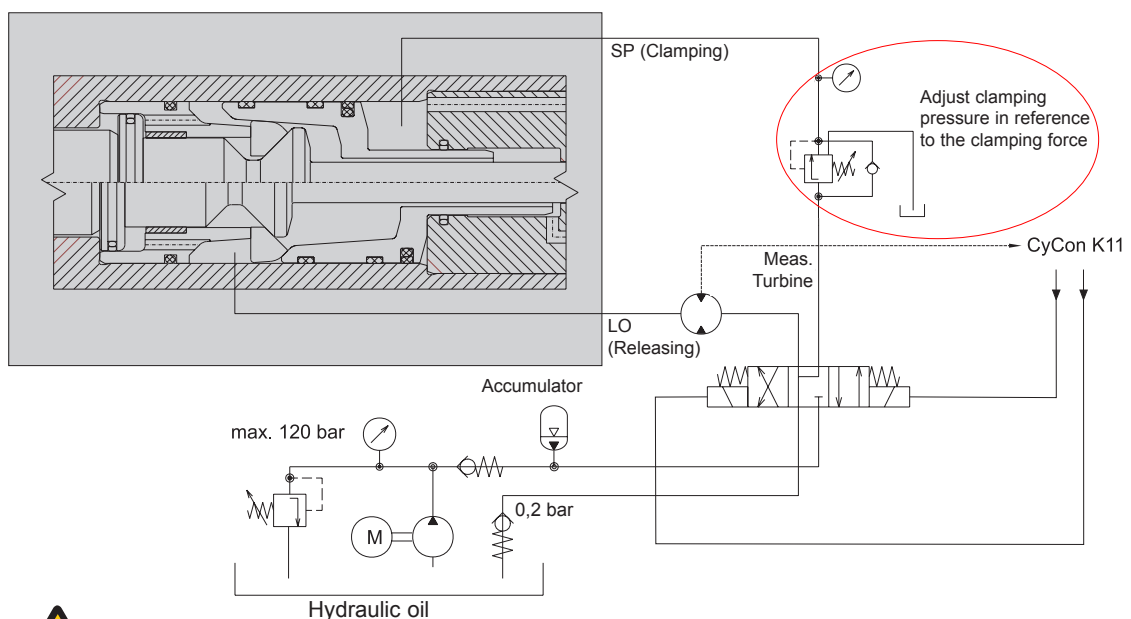 SP (Clamping)
Adjust clamping
pressure in reference
to the clamping force
CyCon K11
Meas.
Turbine
LO
(Releasing)
Accumulator
max. 120 bar
0,2 bar
M
Hydraulic oil